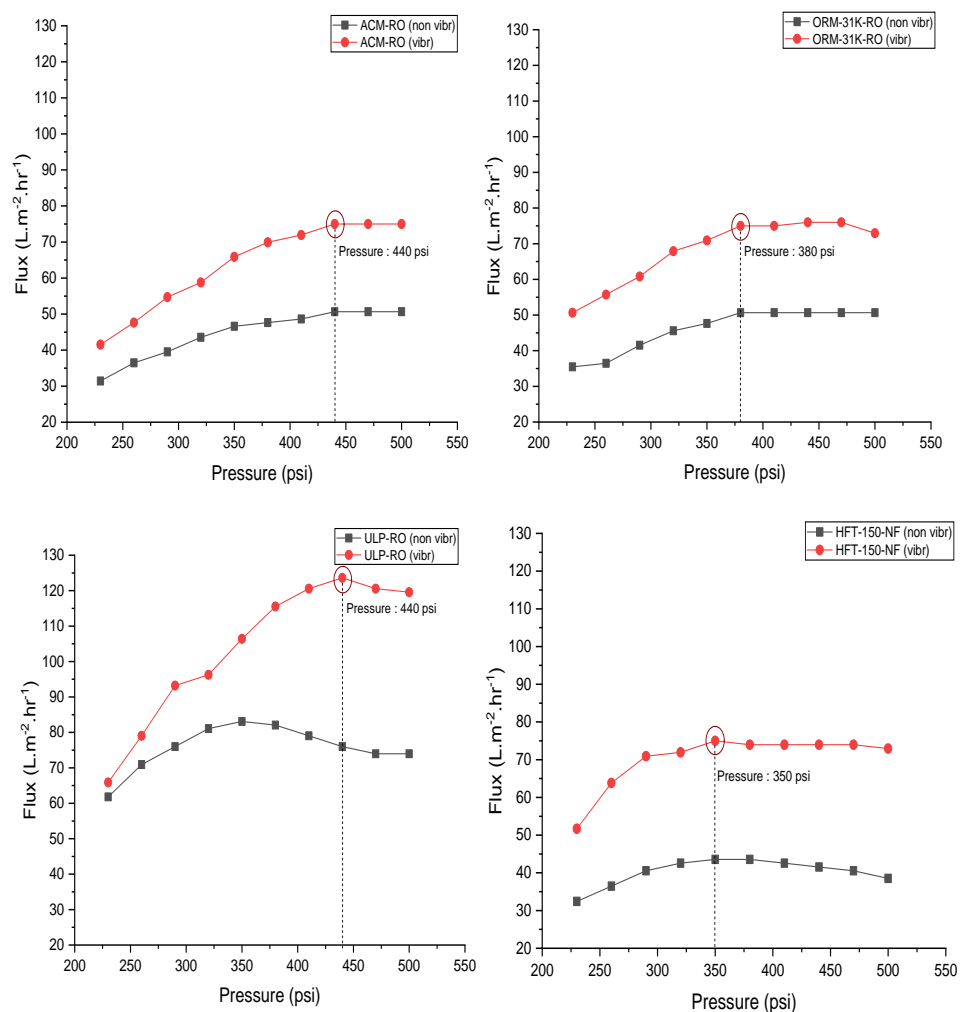 ACM-RO (non vibr)
ACM-RO (vibr)
130
120
110
100
90
80
70
60
50
40
30
20
Flux (L.m⁻².hr⁻¹)
Pressure : 440 psi
200 250 300 350 400 450 500 550
Pressure (psi)
ORM-31K-RO (non vibr)
ORM-31K-RO (vibr)
130
120
110
100
90
80
70
60
50
40
30
20
Flux (L.m⁻².hr⁻¹)
Pressure : 380 psi
200 250 300 350 400 450 500 550
Pressure (psi)
ULP-RO (non vibr)
ULP-RO (vibr)
130
120
110
100
90
80
70
60
50
40
30
20
Flux (L.m⁻².hr⁻¹)
Pressure : 440 psi
200 250 300 350 400 450 500 550
Pressure (psi)
HFT-150-NF (non vibr)
HFT-150-NF (vibr)
130
120
110
100
90
80
70
60
50
40
30
20
Flux (L.m⁻².hr⁻¹)
Pressure : 350 psi
200 250 300 350 400 450 500 550
Pressure (psi)